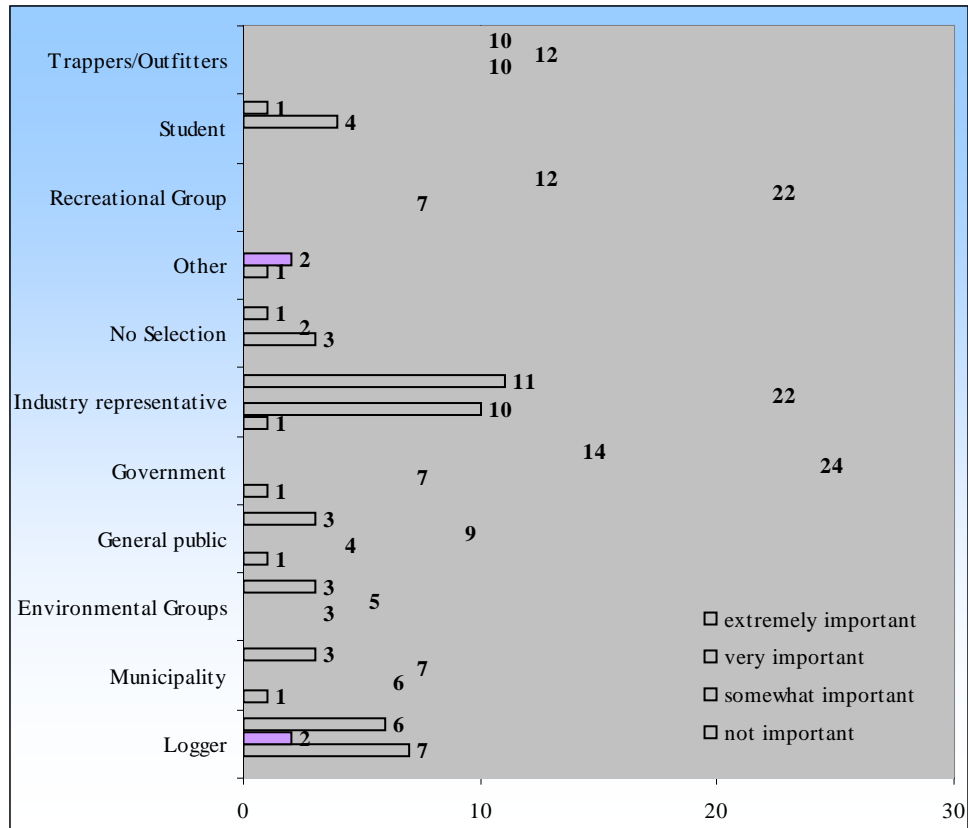 10
Trappers/Outfitters 12
10
1
Student 4
12
Recreational Group 22
7
2
Other 1
1
No Selection 2
3
11
Industry representative 22
10
1
14
Government 24
7
1
3
General public 9
4
1
3
Environmental Groups 5
3
3
Municipality 7
6
1
6
Logger 2
7
extremely important
very important
somewhat important
not important
0 10 20 30